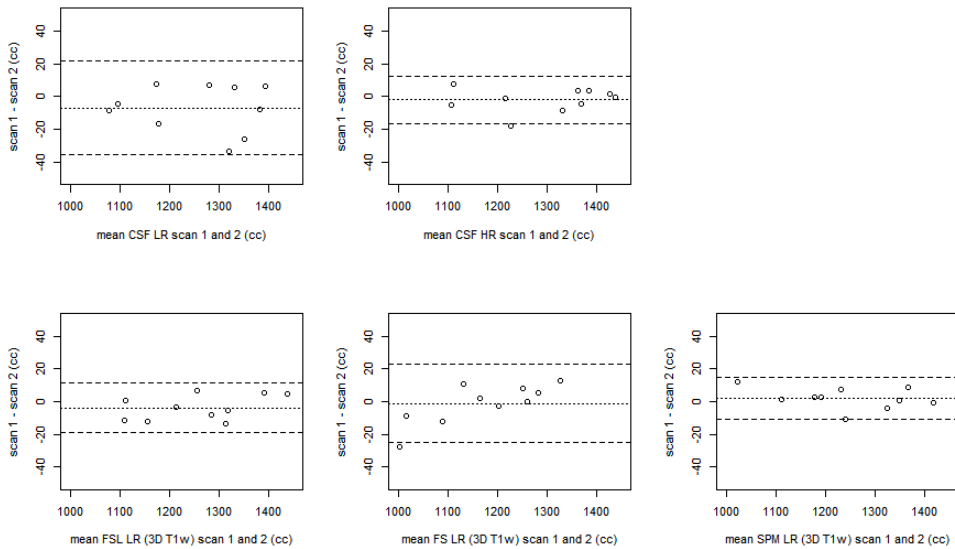 scan 1 - scan 2 (cc)
40
20
0
-20
-40
1000 1100 1200 1300 1400
mean CSF LR scan 1 and 2 (cc)
scan 1 - scan 2 (cc)
40
20
0
-20
-40
1000 1100 1200 1300 1400
mean CSF HR scan 1 and 2 (cc)
scan 1 - scan 2 (cc)
40
20
0
-20
-40
1000 1100 1200 1300 1400
mean FSL LR (3D T1w) scan 1 and 2 (cc)
scan 1 - scan 2 (cc)
40
20
0
-20
-40
1000 1100 1200 1300 1400
mean FS LR (3D T1w) scan 1 and 2 (cc)
scan 1 - scan 2 (cc)
40
20
0
-20
-40
1000 1100 1200 1300 1400
mean SPM LR (3D T1w) scan 1 and 2 (cc)